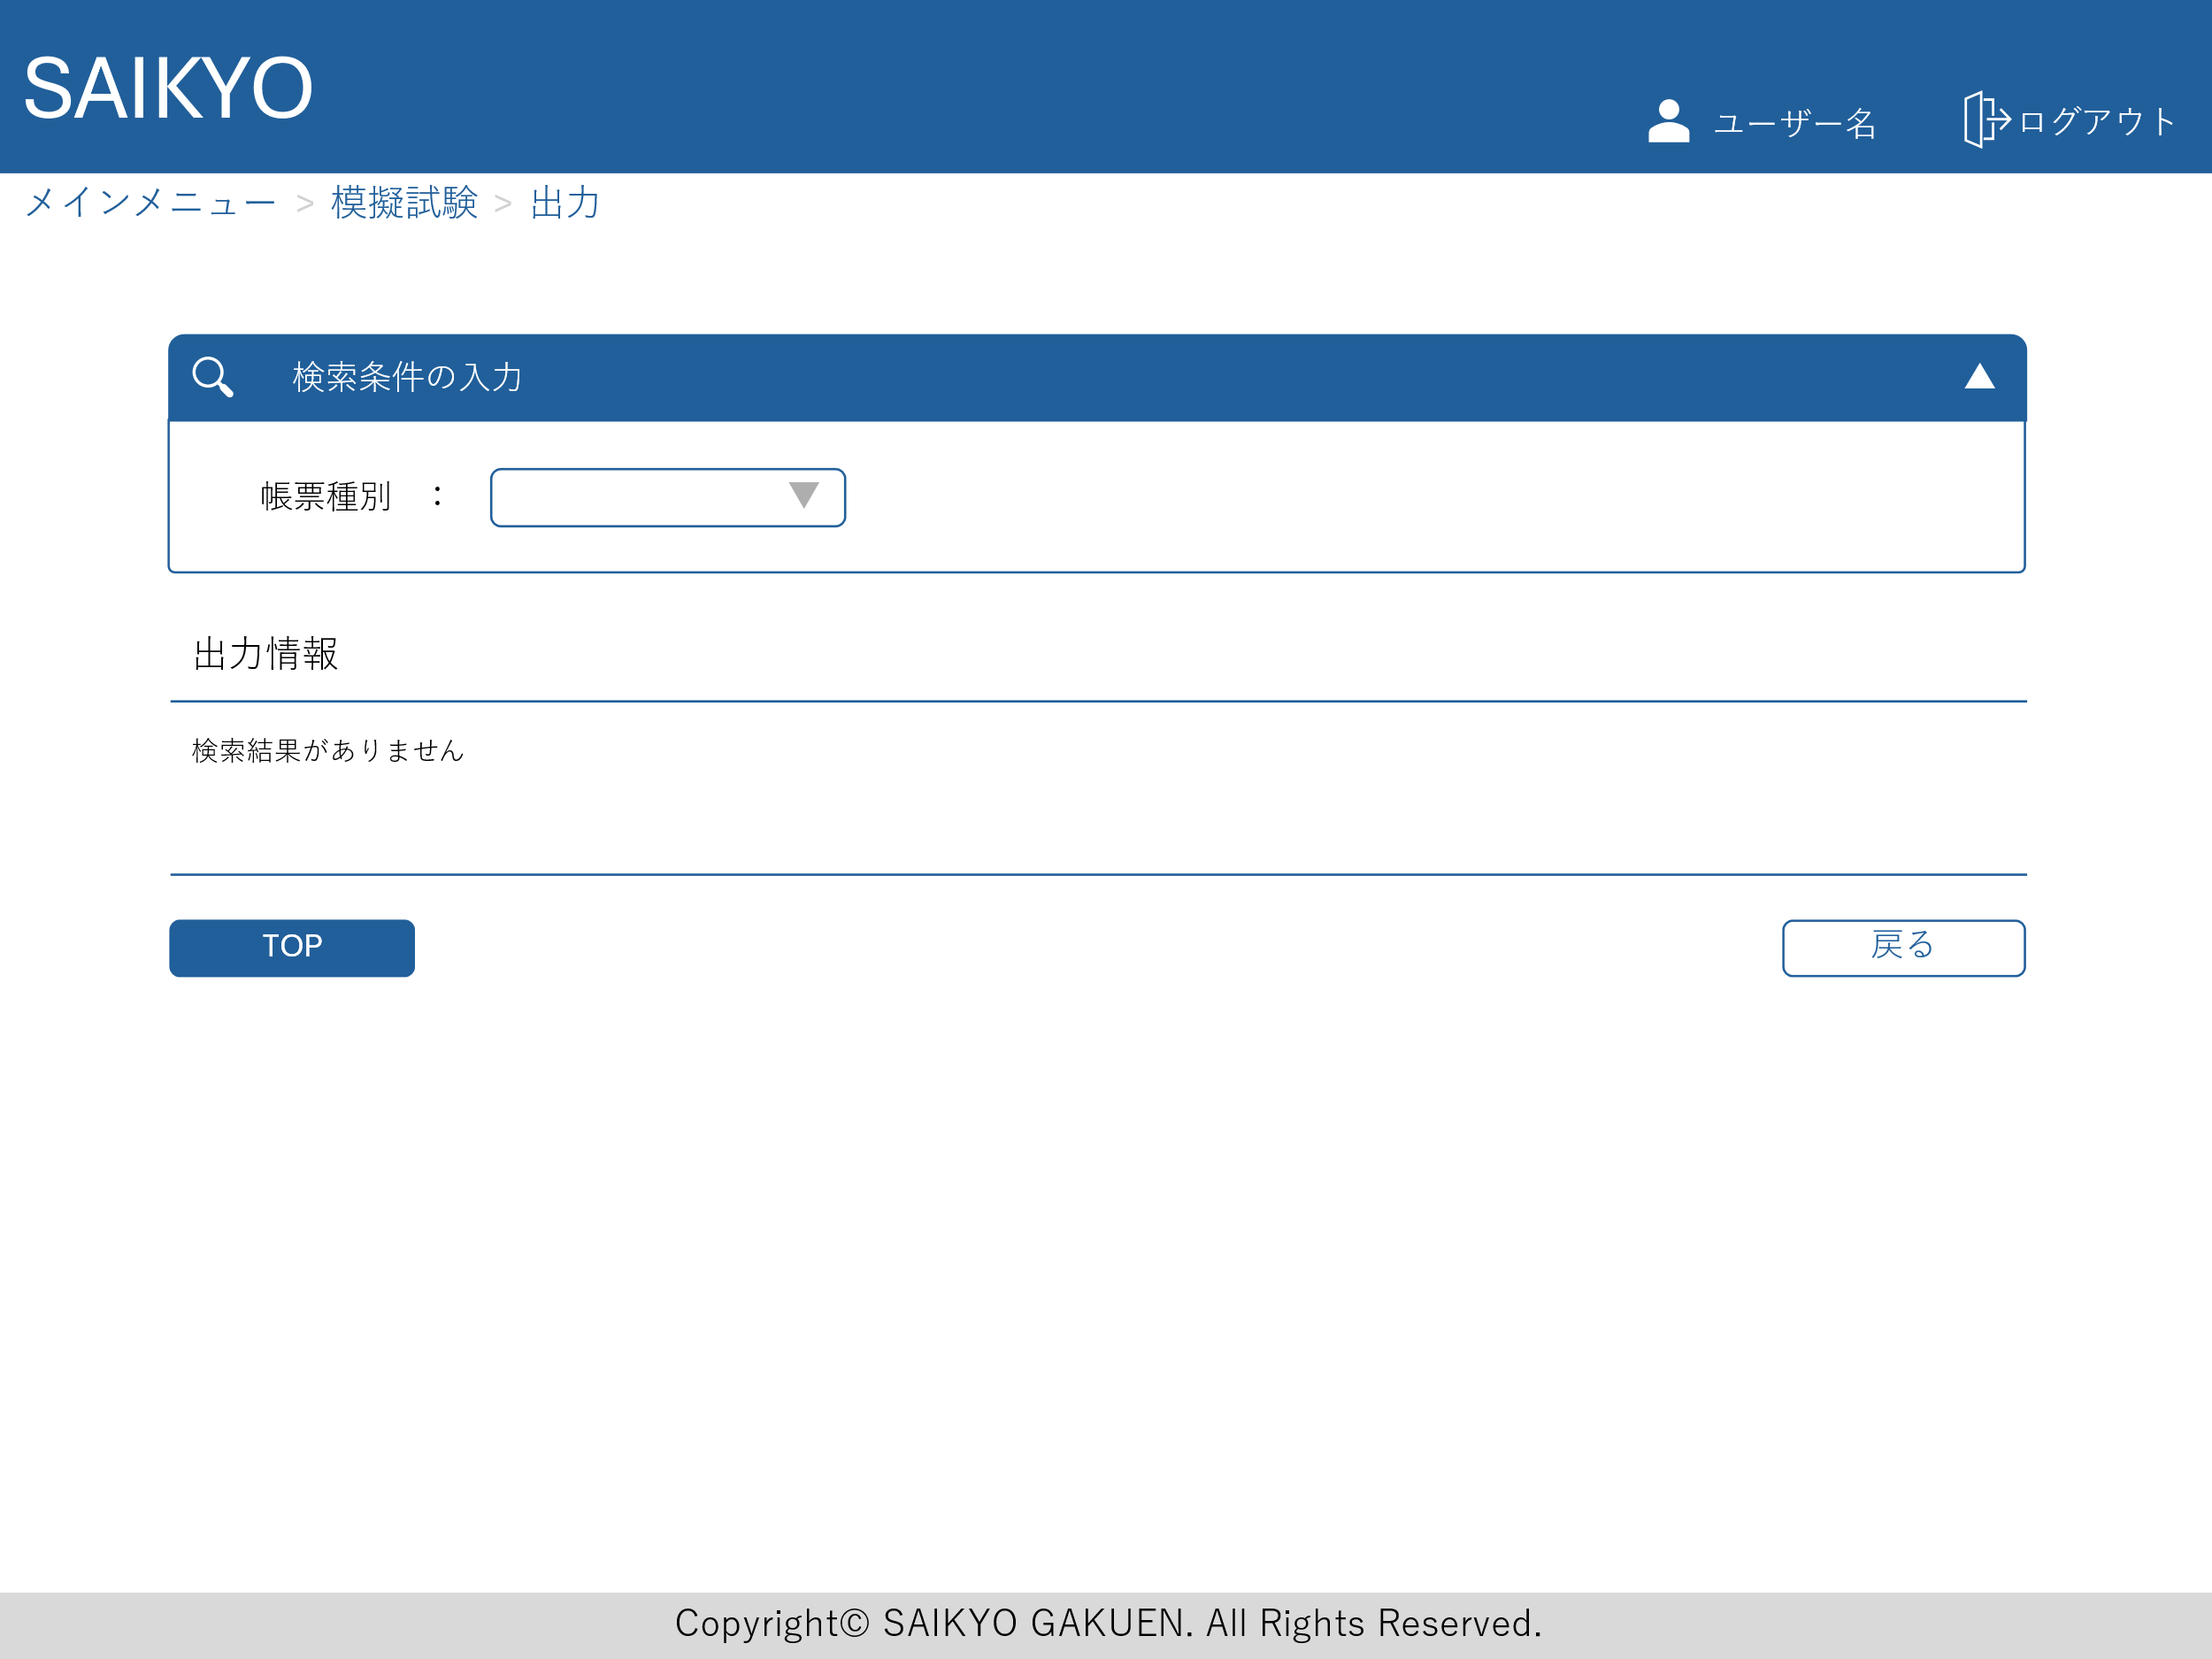 SAIKYO
ユーザー名 ログアウト
メインメニュー > 模擬試験 > 出力
検索条件の入力 ▲
帳票種別 : ▼
出力情報
検索結果がありません
TOP 戻る
Copyright© SAIKYO GAKUEN. All Rights Reserved.